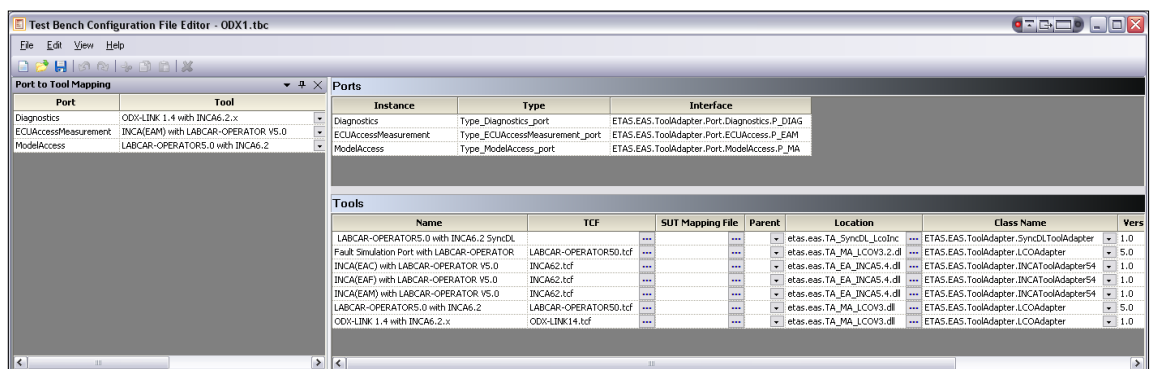 Test Bench Configuration File Editor - ODX1.tbc
File Edit View Help
Port to Tool Mapping
Port Tool
Diagnostics ODX-LINK 1.4 with INCA6.2.x
ECUAccessMeasurement INCA(EAM) with LABCAR-OPERATOR V5.0
ModelAccess LABCAR-OPERATOR5.0 with INCA6.2
Ports
Instance Type Interface
Diagnostics Type_Diagnostics_port ETAS.EAS.ToolAdapter.Port.Diagnostics.P_DIAG
ECUAccessMeasurement Type_ECUAccessMeasurement_port ETAS.EAS.ToolAdapter.Port.ECUAccess.P_EAM
ModelAccess Type_ModelAccess_port ETAS.EAS.ToolAdapter.Port.ModelAccess.P_MA
Tools
Name TCF SUT Mapping File Parent Location Class Name Vers
LABCAR-OPERATOR5.0 with INCA6.2 SyncDL ... ... etas.eas.TA_SyncDL_LcoInc ... ETAS.EAS.ToolAdapter.SyncDLToolAdapter 1.0
Fault Simulation Port with LABCAR-OPERATOR LABCAR-OPERATOR50.tcf ... ... etas.eas.TA_MA_LCOV3.2.dl ... ETAS.EAS.ToolAdapter.LCOAdapter 5.0
INCA(EAC) with LABCAR-OPERATOR V5.0 INCA62.tcf ... ... etas.eas.TA_EA_INCA5.4.dl ... ETAS.EAS.ToolAdapter.INCAToolAdapter54 1.0
INCA(EAF) with LABCAR-OPERATOR V5.0 INCA62.tcf ... ... etas.eas.TA_EA_INCA5.4.dl ... ETAS.EAS.ToolAdapter.INCAToolAdapter54 1.0
INCA(EAM) with LABCAR-OPERATOR V5.0 INCA62.tcf ... ... etas.eas.TA_EA_INCA5.4.dl ... ETAS.EAS.ToolAdapter.INCAToolAdapter54 1.0
LABCAR-OPERATOR5.0 with INCA6.2 LABCAR-OPERATOR50.tcf ... ... etas.eas.TA_MA_LCOV3.dll ... ETAS.EAS.ToolAdapter.LCOAdapter 5.0
ODX-LINK 1.4 with INCA6.2.x ODX-LINK14.tcf ... ... etas.eas.TA_MA_LCOV3.dll ... ETAS.EAS.ToolAdapter.LCOAdapter 1.0